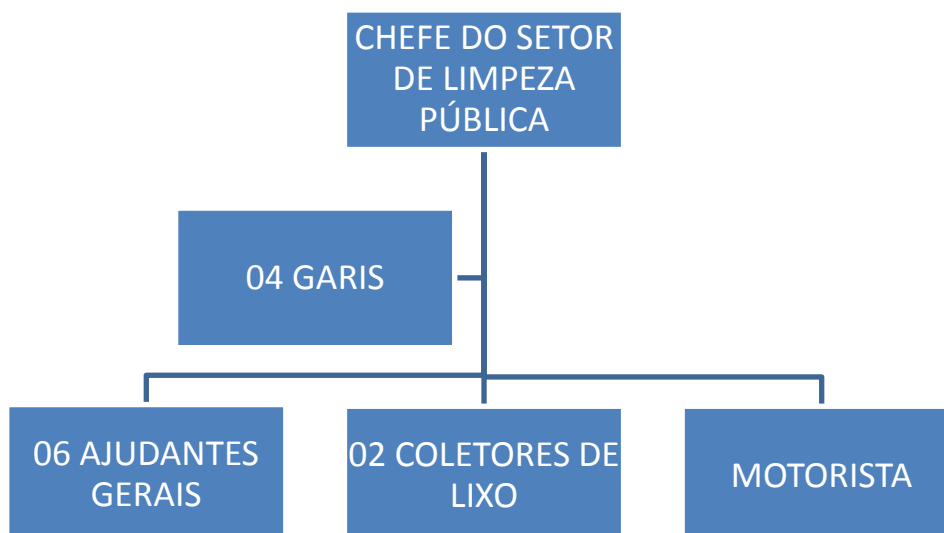 CHEFE DO SETOR
DE LIMPEZA
PÚBLICA
04 GARIS
06 AJUDANTES
GERAIS
02 COLETORES DE
LIXO
MOTORISTA